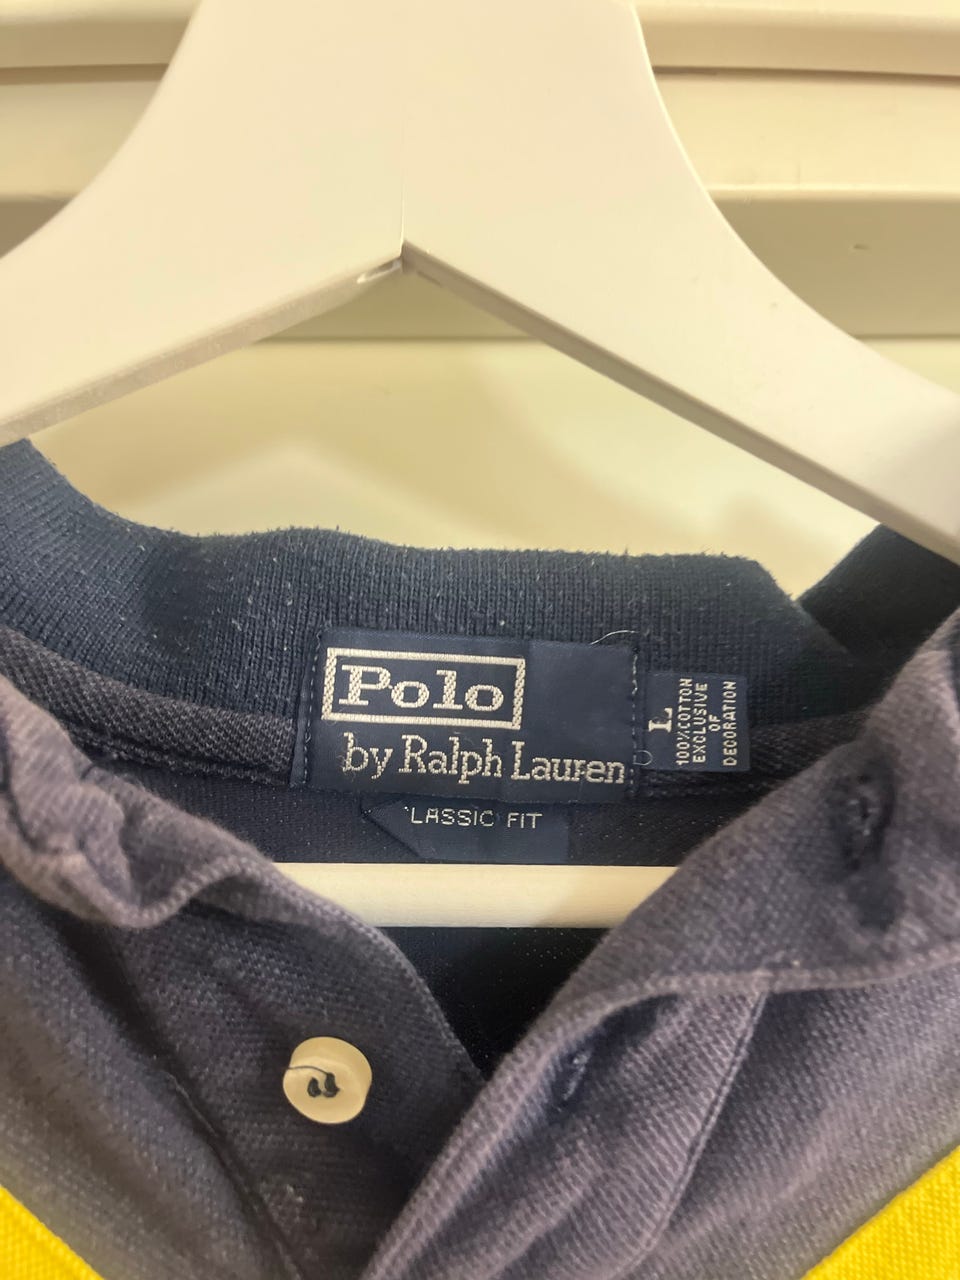 Polo
by Ralph Lauren
L
100% COTTON
EXCLUSIVE
OF
DECORATION
LASSIC FIT